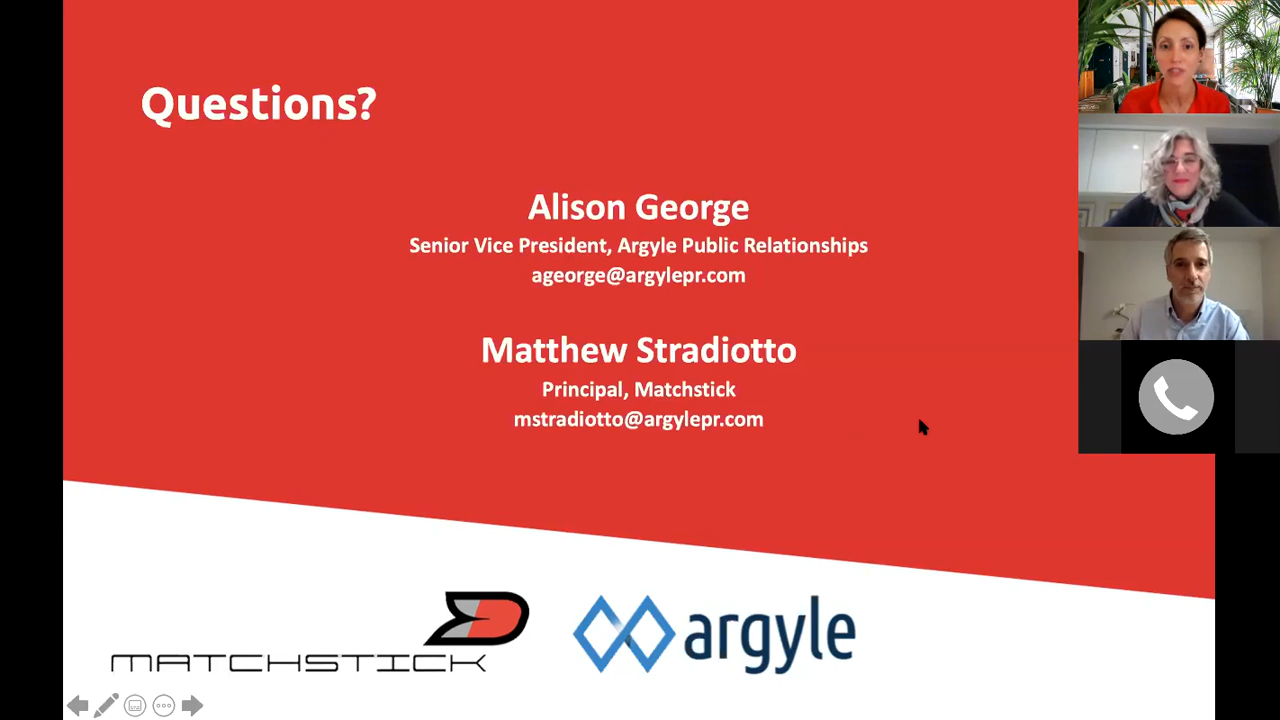 Questions?
Alison George
Senior Vice President, Argyle Public Relationships
ageorge@argylepr.com
Matthew Stradiotto
Principal, Matchstick
mstradiotto@argylepr.com
MATCHSTICK
argyle